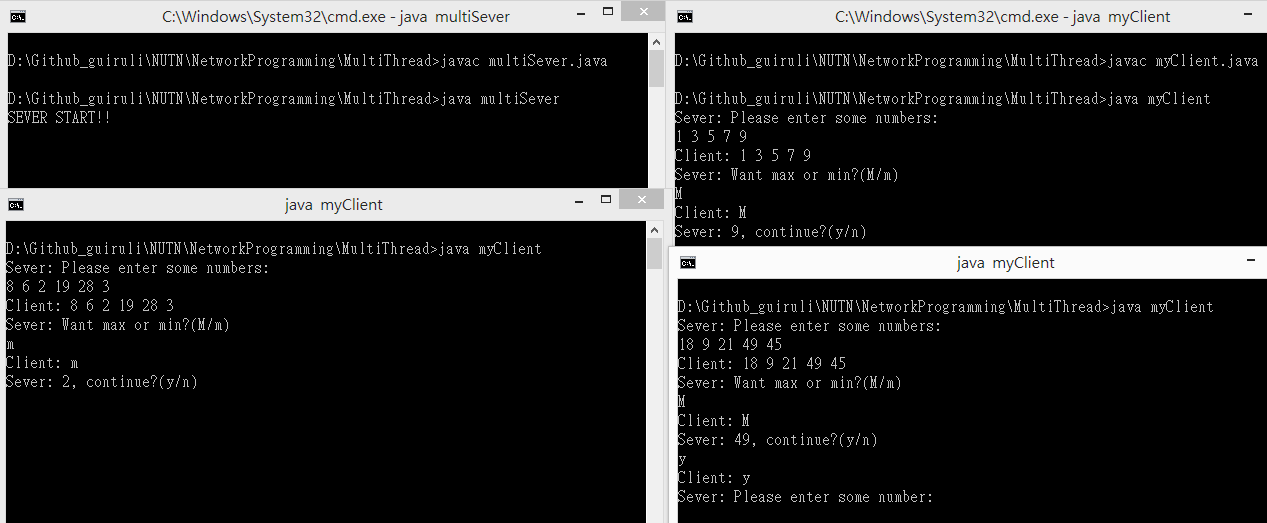 C:\Windows\System32\cmd.exe - java multiSever
D:\Github_guiruli\NUTN\NetworkProgramming\MultiThread>javac multiSever.java
D:\Github_guiruli\NUTN\NetworkProgramming\MultiThread>java multiSever
SEVER START!!
C:\Windows\System32\cmd.exe - java myClient
D:\Github_guiruli\NUTN\NetworkProgramming\MultiThread>javac myClient.java
D:\Github_guiruli\NUTN\NetworkProgramming\MultiThread>java myClient
Sever: Please enter some numbers:
1 3 5 7 9
Client: 1 3 5 7 9
Sever: Want max or min?(M/m)
M
Client: M
Sever: 9, continue?(y/n)
java myClient
D:\Github_guiruli\NUTN\NetworkProgramming\MultiThread>java myClient
Sever: Please enter some numbers:
8 6 2 19 28 3
Client: 8 6 2 19 28 3
Sever: Want max or min?(M/m)
m
Client: m
Sever: 2, continue?(y/n)
java myClient
D:\Github_guiruli\NUTN\NetworkProgramming\MultiThread>java myClient
Sever: Please enter some numbers:
18 9 21 49 45
Client: 18 9 21 49 45
Sever: Want max or min?(M/m)
M
Client: M
Sever: 49, continue?(y/n)
y
Client: y
Sever: Please enter some number: